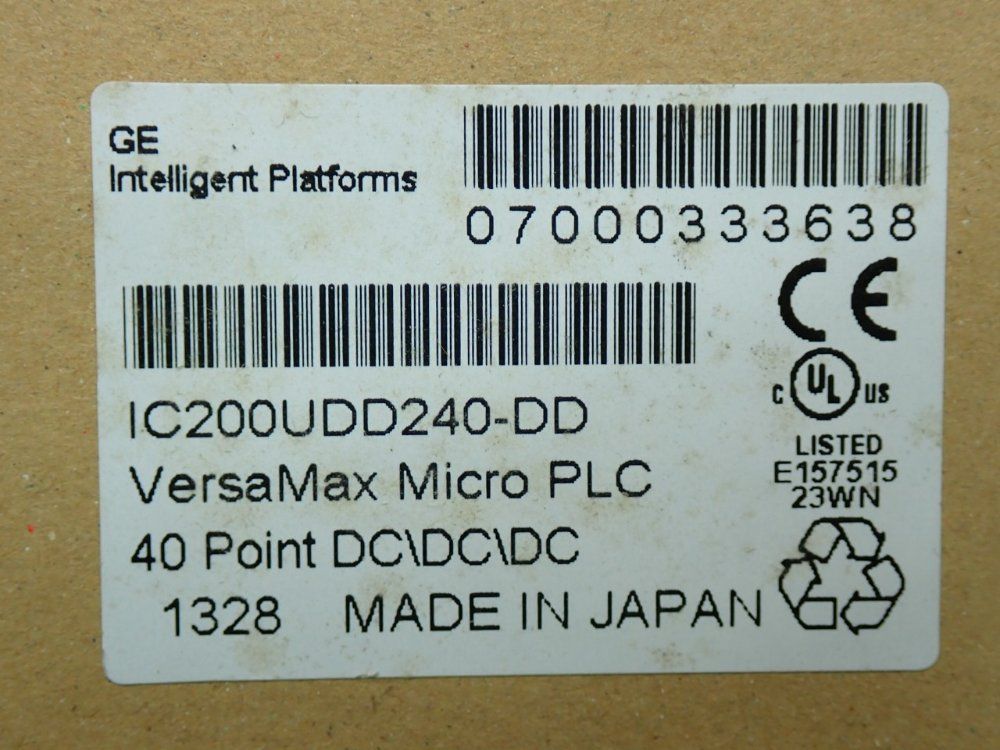 GE
Intelligent Platforms
07000333638
CE
C UL US
LISTED
E157515
23WN
IC200UDD240-DD
VersaMax Micro PLC
40 Point DC\DC\DC
1328 MADE IN JAPAN